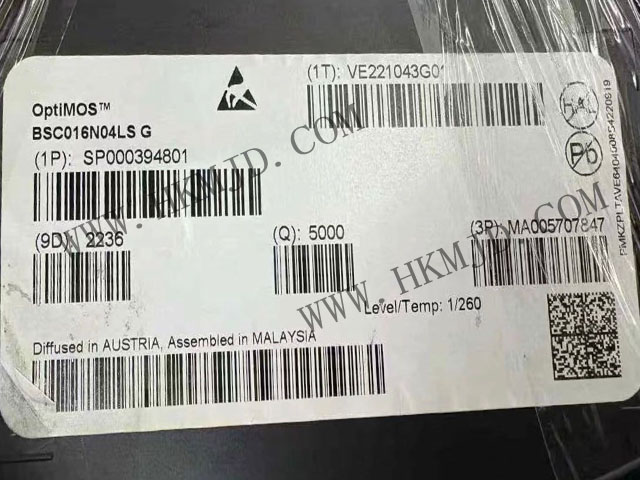 OptiMOS™
BSC016N04LS G
(1P): SP000394801
(1T): VE221043G01
(9D): 2236
(Q): 5000
(3P): MA005707847
Level/Temp: 1/260
Diffused in AUSTRIA, Assembled in MALAYSIA
Pb
WWW.HKMJD.COM
WWW.HKMJD.COM